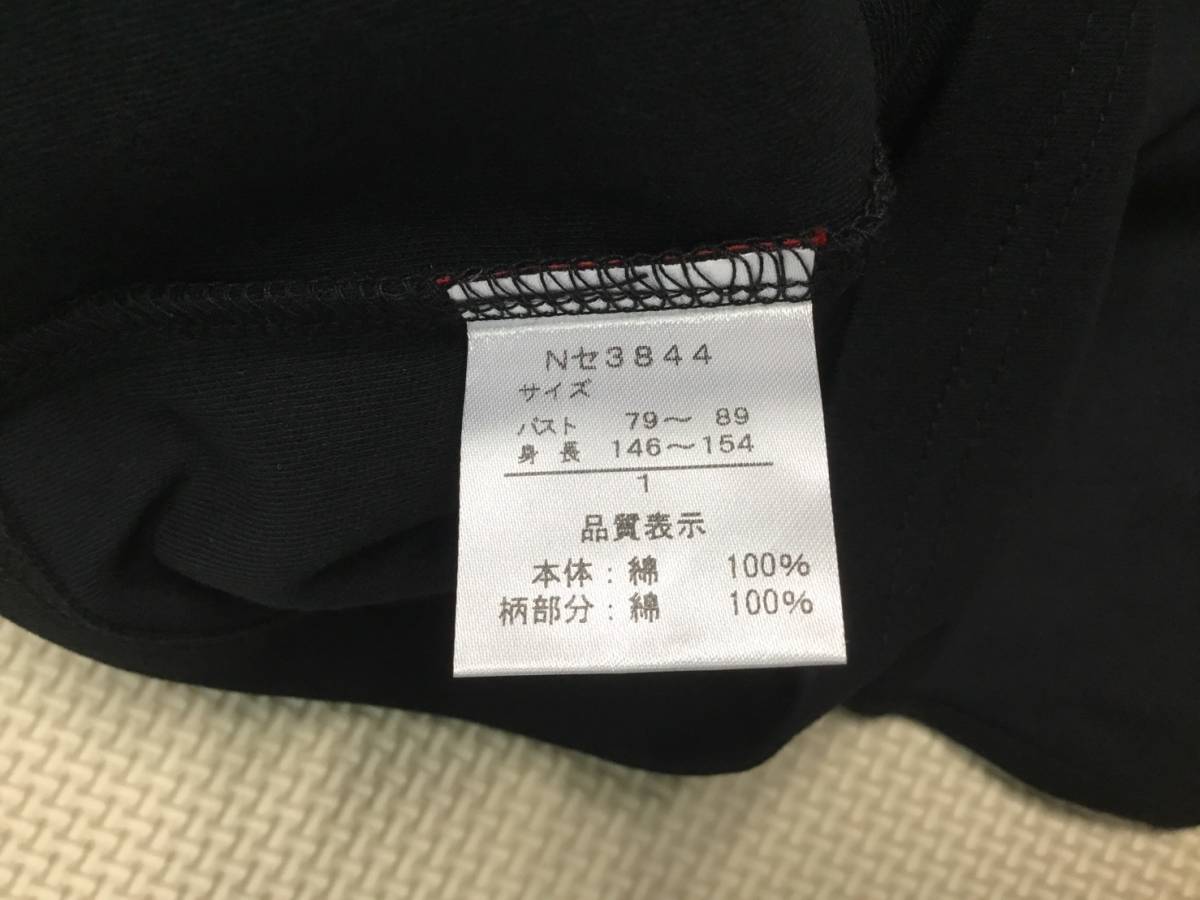 Nセ3844
サイズ
バスト 79～ 89
身長 146～154
1
品質表示
本体：綿 100%
柄部分：綿 100%